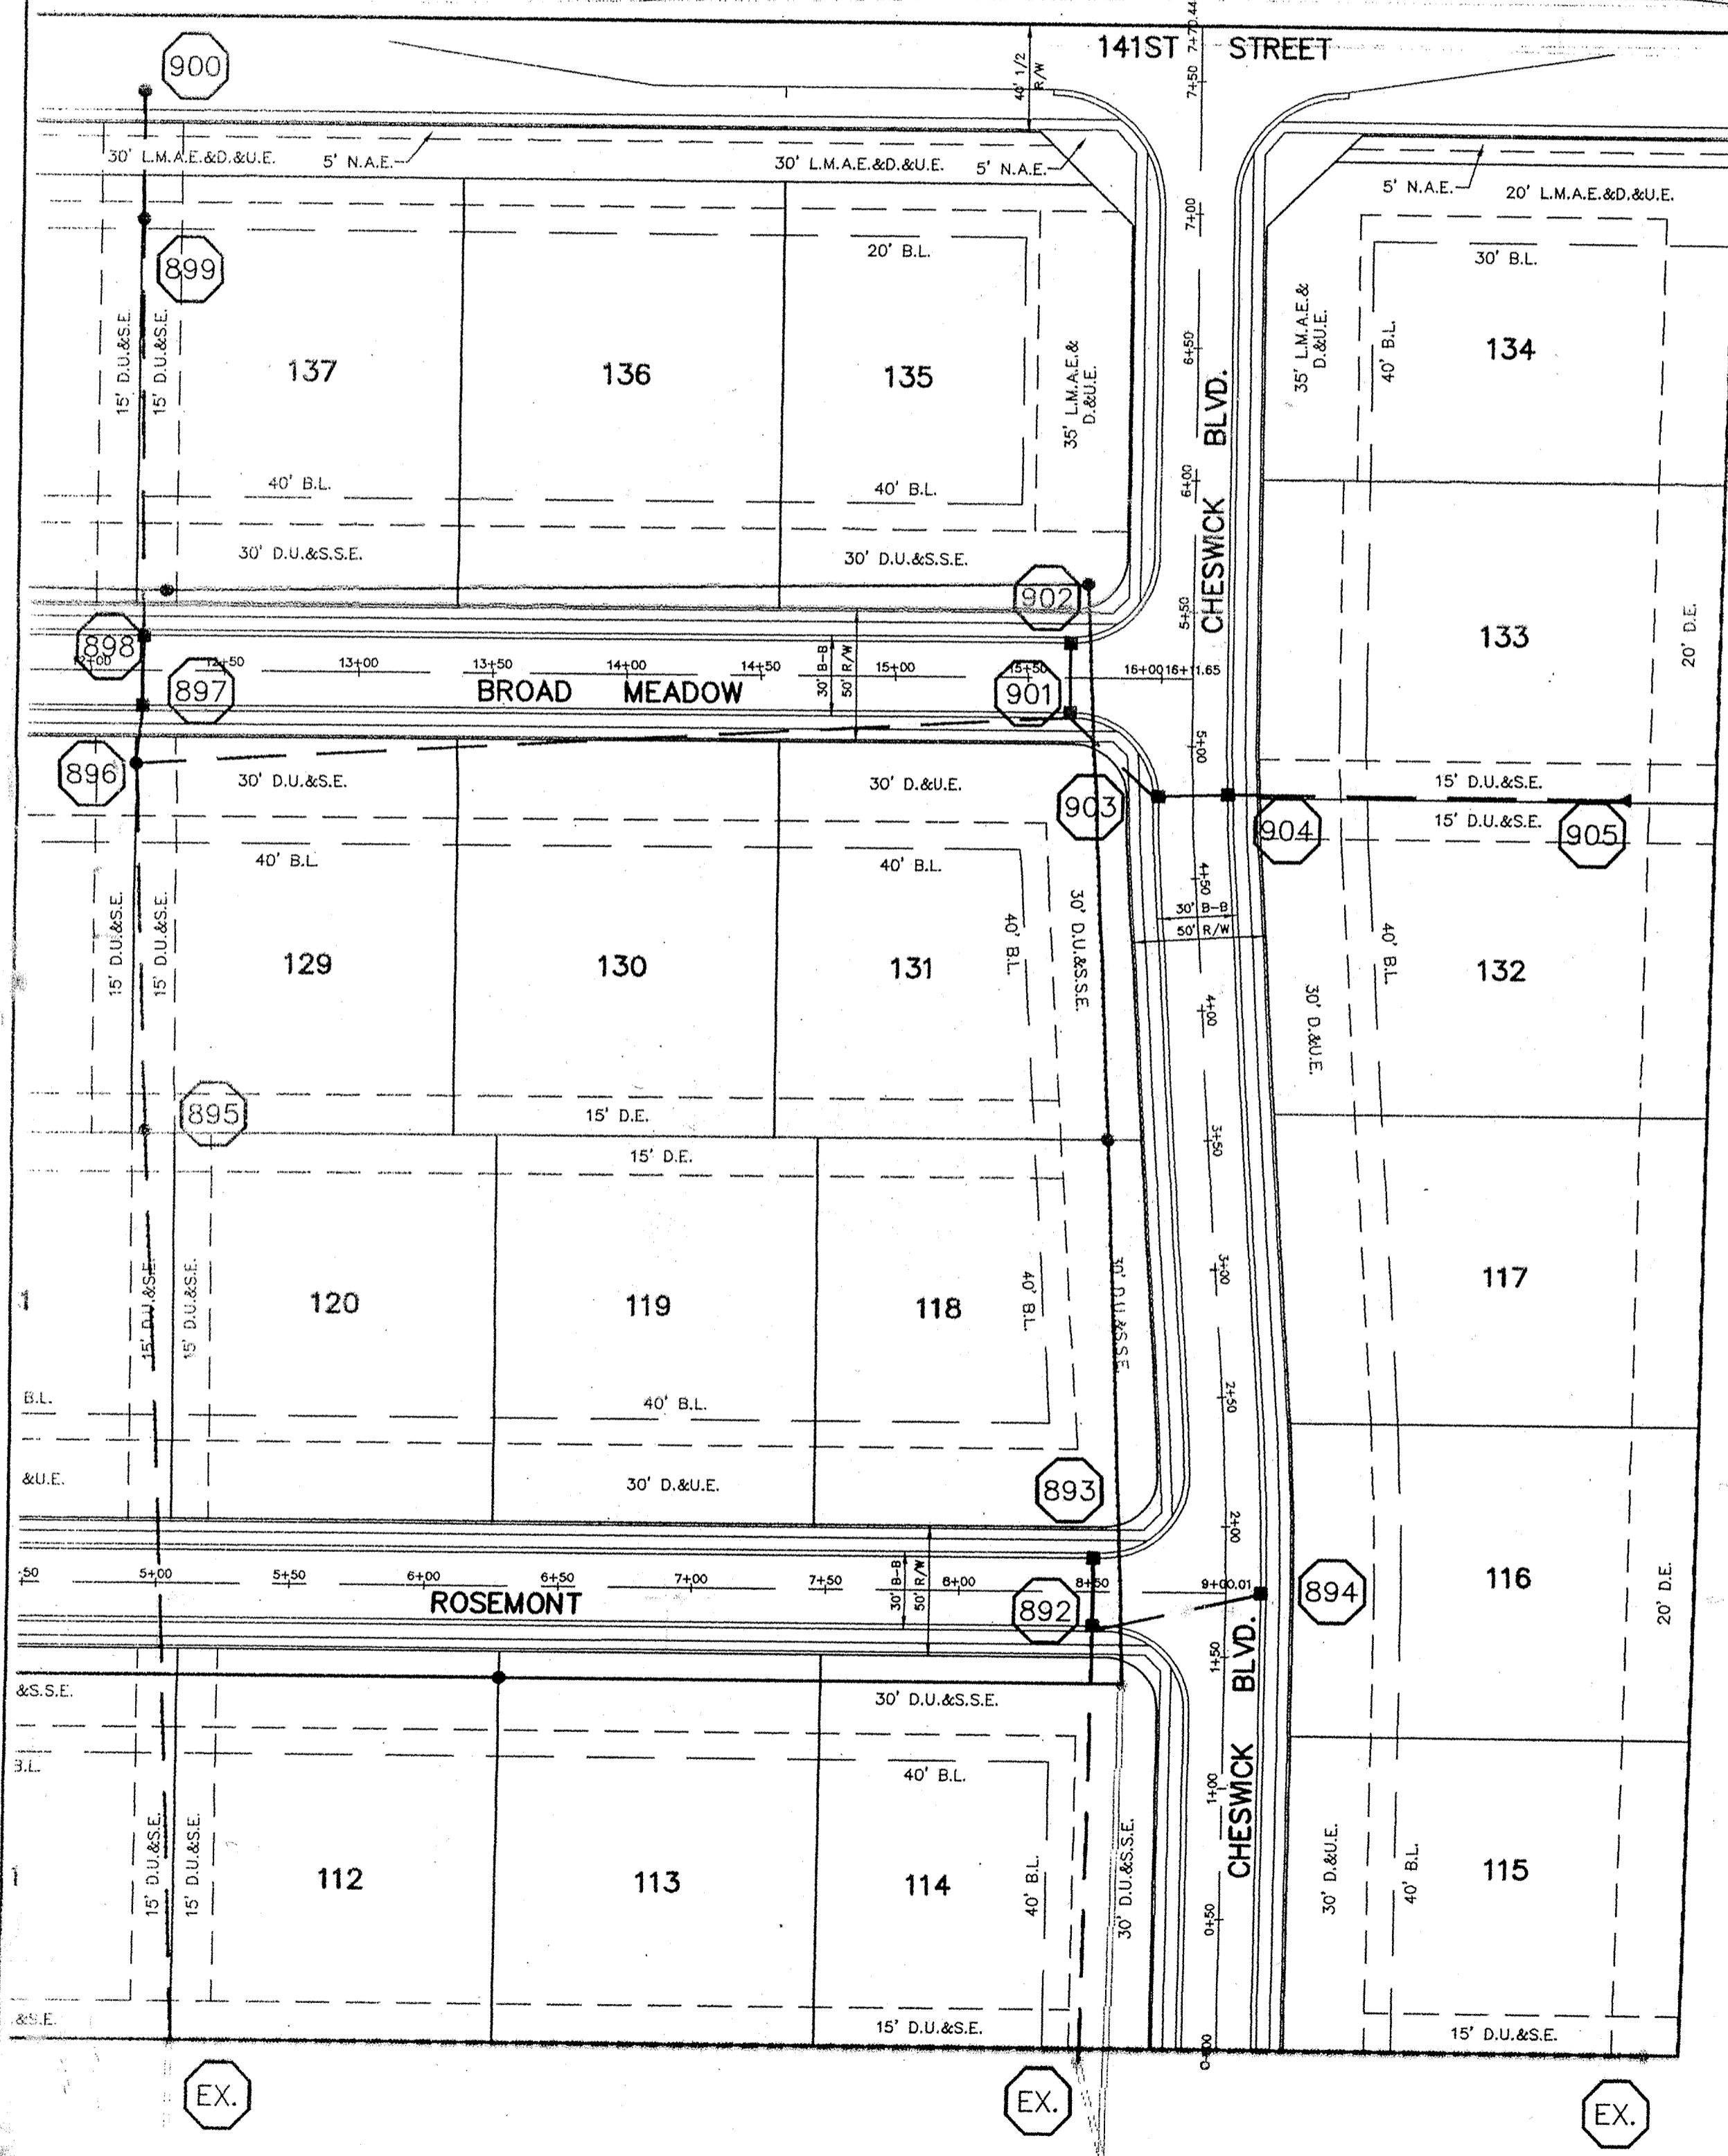 7+70.44
141ST STREET
40' 1/2
R/W
7+50
900
30' L.M.A.E.&D.&U.E.
5' N.A.E.
30' L.M.A.E.&D.&U.E.
5' N.A.E.
5' N.A.E.
20' L.M.A.E.&D.&U.E.
7+00
899
20' B.L.
30' B.L.
15' D.U.&S.E.
15' D.U.&S.E.
137
136
135
35' L.M.A.E.&
D.&U.E.
6+50
CHESWICK BLVD.
35' L.M.A.E.&
D.&U.E.
40' B.L.
134
40' B.L.
40' B.L.
6+00
30' D.U.&S.S.E.
30' D.U.&S.S.E.
902
5+50
898
12+00
12+50
13+00
13+50
14+00
14+50
15+00
15+50
16+00
16+11.65
897
BROAD MEADOW
30' B-B
50' R/W
901
133
20' D.E.
5+00
896
30' D.U.&S.E.
30' D.&U.E.
903
904
15' D.U.&S.E.
15' D.U.&S.E.
905
40' B.L.
40' B.L.
4+50
30' B-B
50' R/W
15' D.U.&S.E.
15' D.U.&S.E.
129
130
131
40' B.L.
30' D.U.&S.S.E.
4+00
30' D.&U.E.
40' B.L.
132
895
15' D.E.
15' D.E.
3+50
15' D.U.&S.E.
15' D.U.&S.E.
1
120
119
118
40' B.L.
30' D.U.&S.S.E.
3+00
117
B.L.
40' B.L.
2+50
&U.E.
30' D.&U.E.
893
2+00
:50
5+00
5+50
6+00
6+50
7+00
7+50
8+00
8+50
9+00.01
ROSEMONT
30' B-B
50' R/W
892
894
116
20' D.E.
1+50
CHESWICK BLVD.
&S.S.E.
30' D.U.&S.S.E.
B.L.
40' B.L.
1+00
1
15' D.U.&S.E.
15' D.U.&S.E.
112
113
114
40' B.L.
30' D.U.&S.S.E.
0+50
30' D.&U.E.
40' B.L.
115
&S.E.
15' D.U.&S.E.
0+00
15' D.U.&S.E.
EX.
EX.
EX.